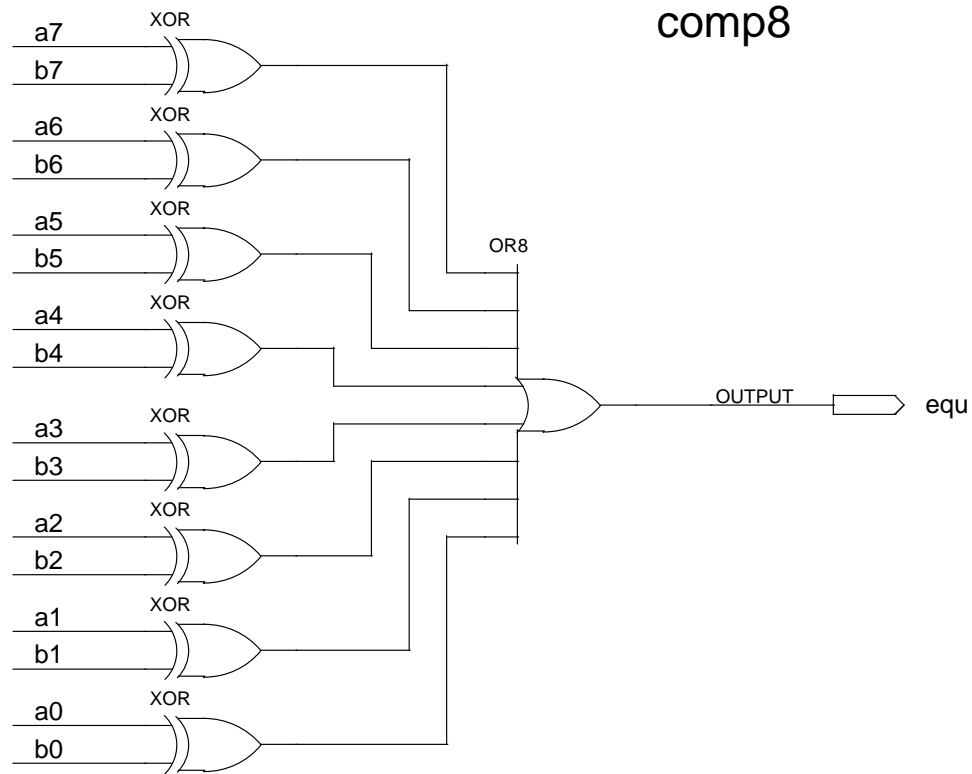 comp8
XOR
a7
b7
XOR
a6
b6
XOR
a5
b5
OR8
XOR
a4
b4
OUTPUT
equ
XOR
a3
b3
XOR
a2
b2
XOR
a1
b1
XOR
a0
b0